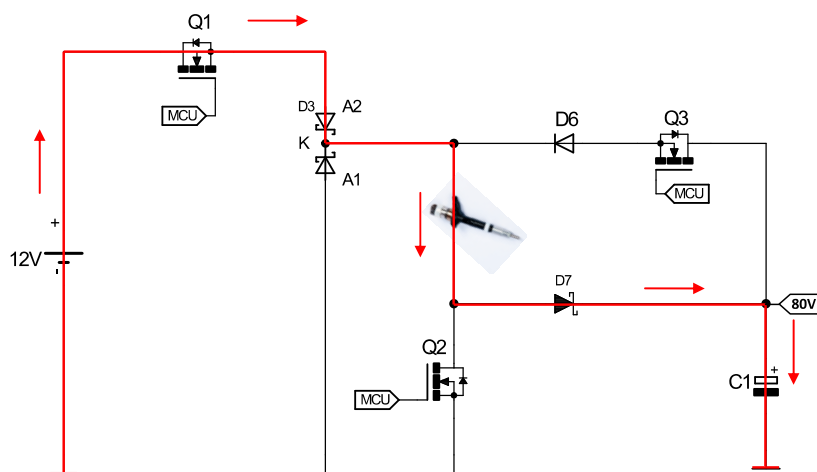 Q1
MCU
D3
A2
K
A1
D6
Q3
MCU
+
12V
-
D7
80V
Q2
MCU
C1
+